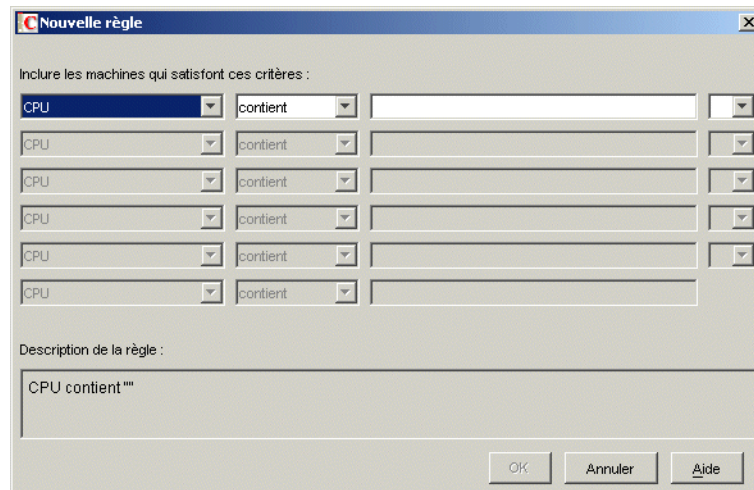 Nouvelle règle
Inclure les machines qui satisfont ces critères :
CPU contient
CPU contient
CPU contient
CPU contient
CPU contient
CPU contient
Description de la règle :
CPU contient ""
OK Annuler Aide